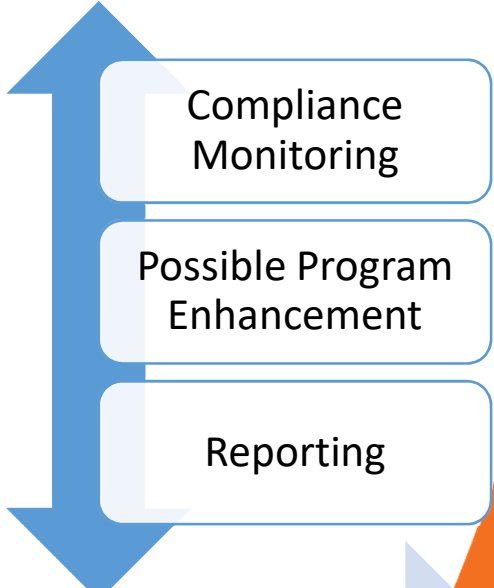 Compliance
Monitoring
Possible Program
Enhancement
Reporting